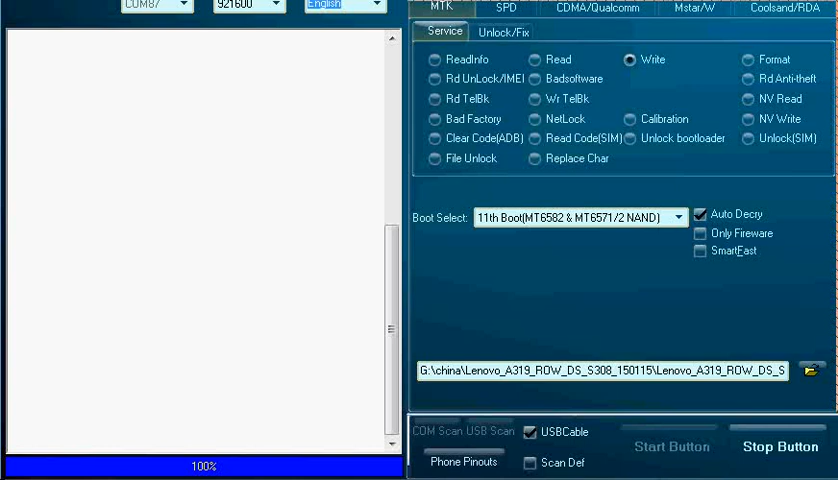 COM87 921600 English
MTK SPD CDMA/Qualcomm Mstar/W Coolsand/RDA
Service Unlock/Fix
ReadInfo Read Write Format
Rd UnLock/IMEI Badsoftware Rd Anti-theft
Rd TelBk Wr TelBk NV Read
Bad Factory NetLock Calibration NV Write
Clear Code(ADB) Read Code(SIM) Unlock bootloader Unlock(SIM)
File Unlock Replace Char
Boot Select: 11th Boot(MT6582 & MT6571/2 NAND) Auto Decry
Only Fireware
SmartFast
G:\china\Lenovo_A319_ROW_DS_S308_150115\Lenovo_A319_ROW_DS_S
COM Scan USB Scan USBCable Start Button Stop Button
Phone Pinouts Scan Def
100%